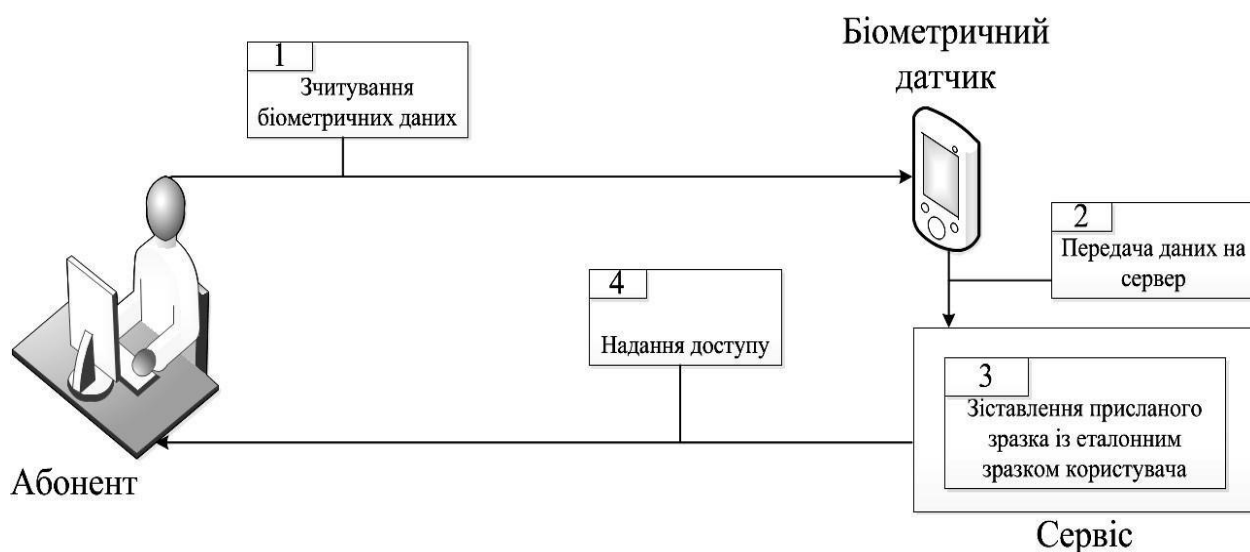 1
Зчитування
біометричних даних
Біометричний
датчик
2
Передача даних на
сервер
4
Надання доступу
3
Зіставлення присланого
зразка із еталонним
зразком користувача
Абонент
Сервіс